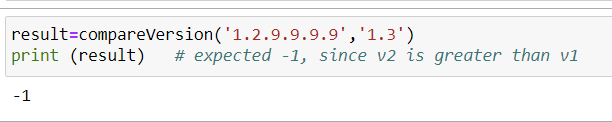 result=compareVersion('1.2.9.9.9.9','1.3')
print (result)   # expected -1, since v2 is greater than v1
-1